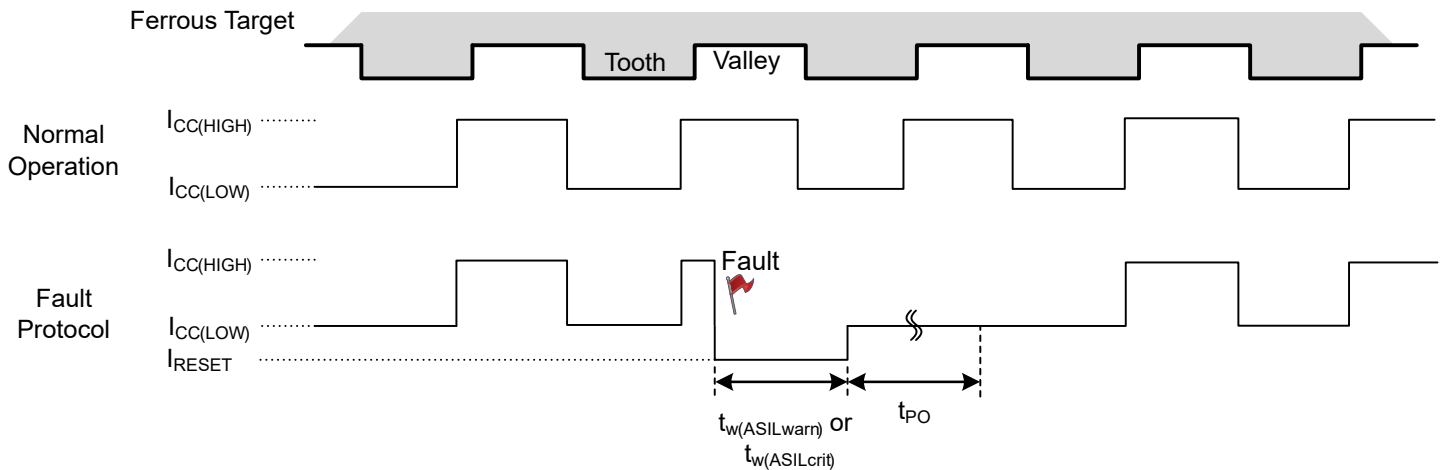 Ferrous Target
Tooth
Valley
Normal
Operation
ICC(HIGH)
ICC(LOW)
Fault
Protocol
ICC(HIGH)
ICC(LOW)
IRESET
Fault
tw(ASILwarn) or
tw(ASILcrit)
tPO